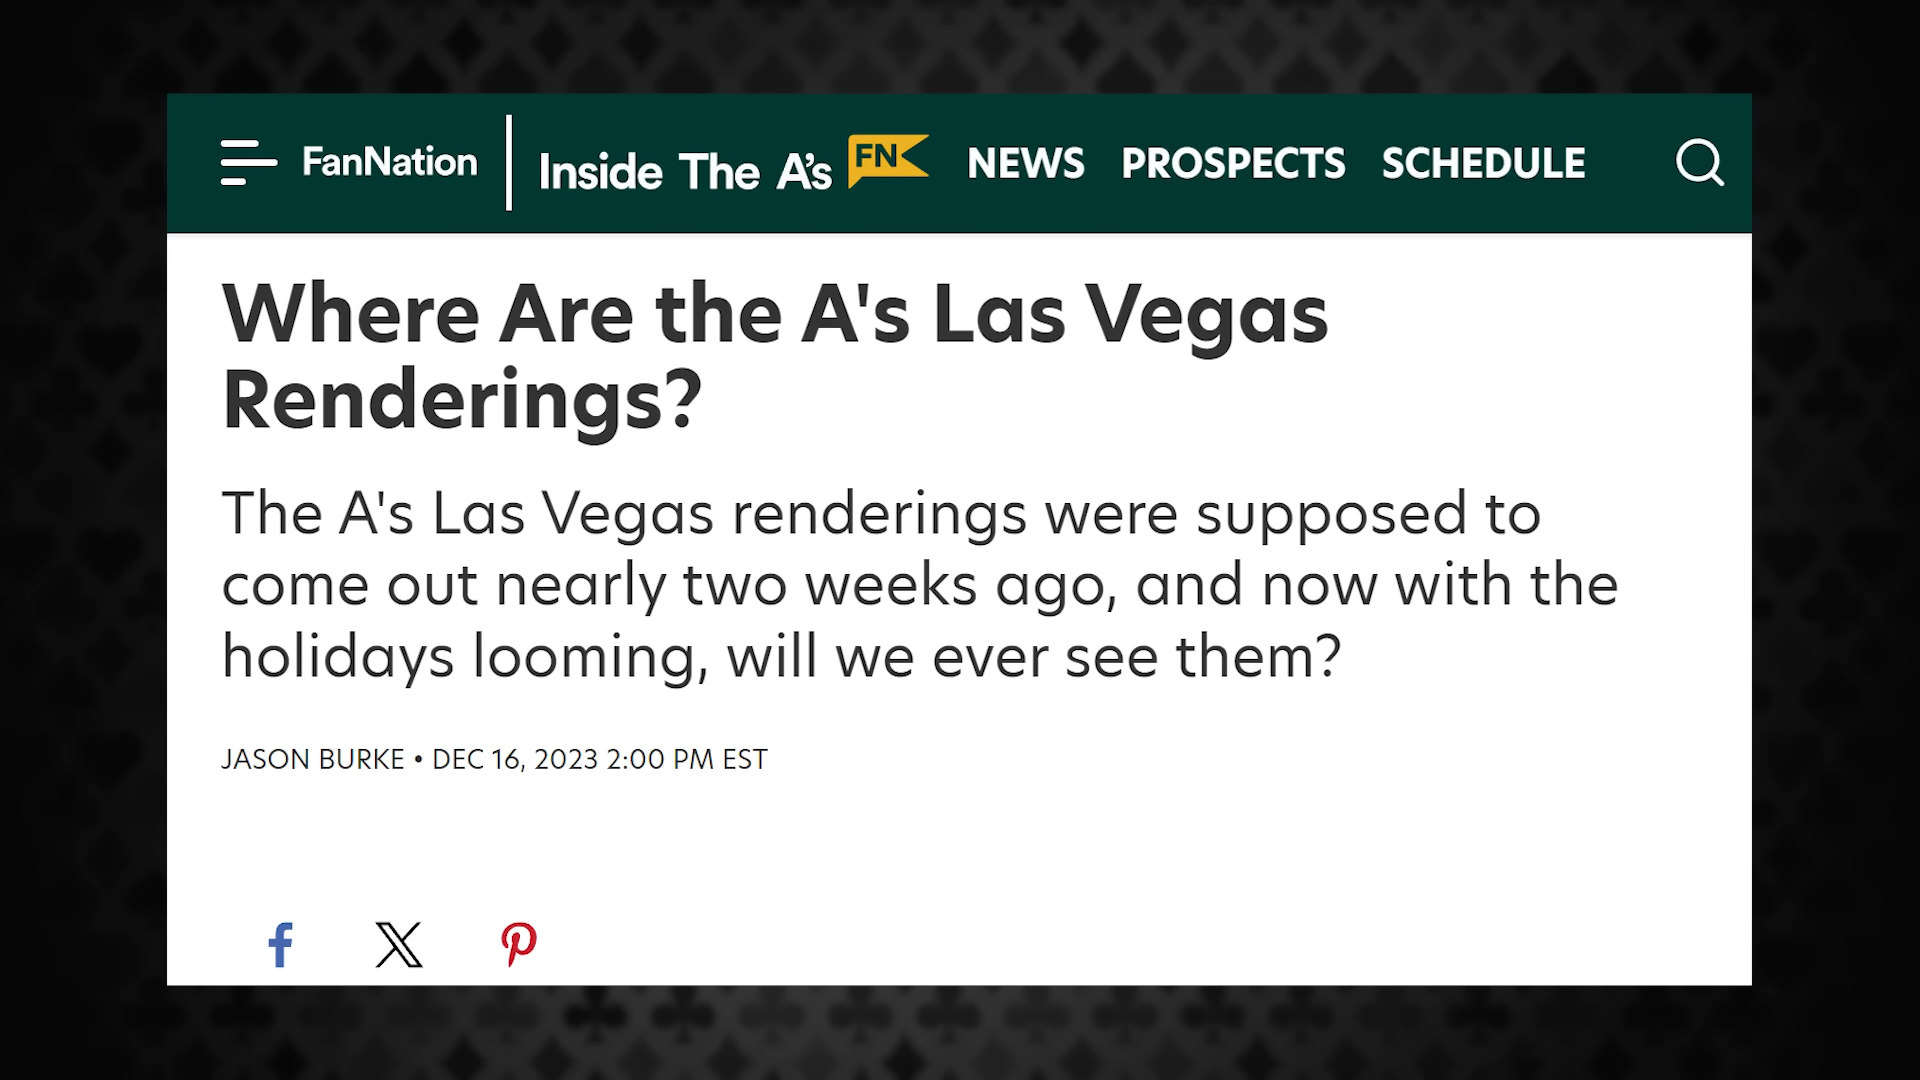 FanNation | Inside The A's FN NEWS PROSPECTS SCHEDULE
Where Are the A's Las Vegas
Renderings?
The A's Las Vegas renderings were supposed to
come out nearly two weeks ago, and now with the
holidays looming, will we ever see them?
JASON BURKE • DEC 16, 2023 2:00 PM EST